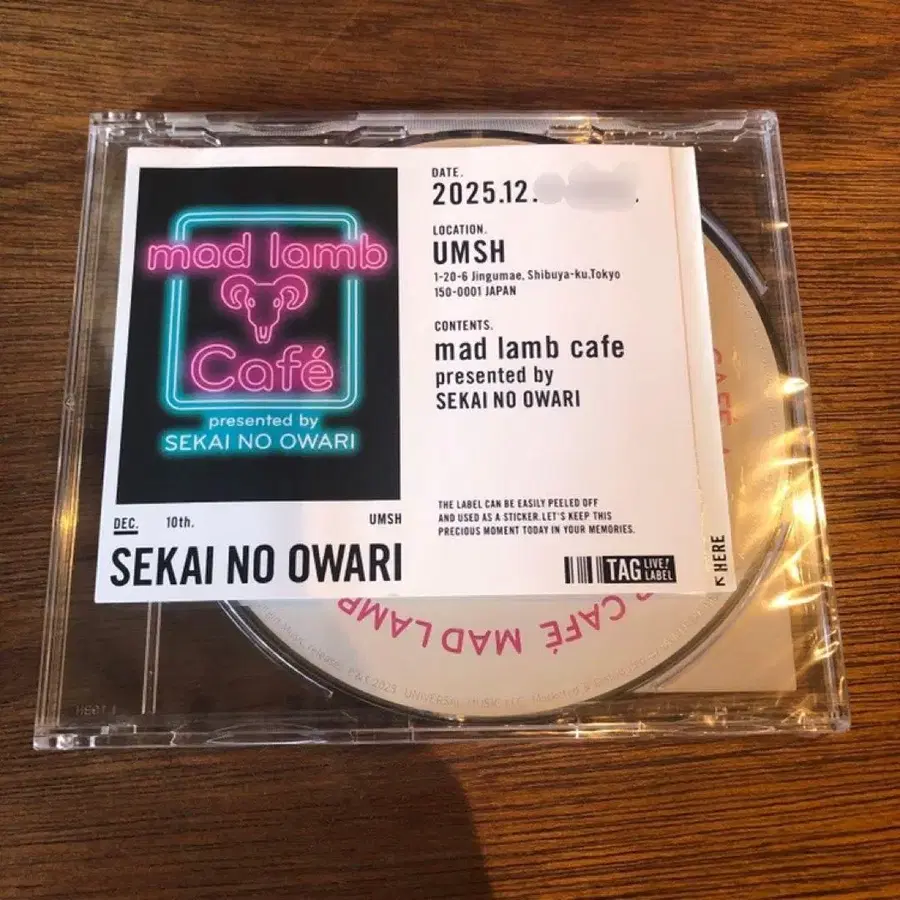 mad lamb
Café
presented by
SEKAI NO OWARI
DEC. 10th. UMSH
SEKAI NO OWARI
DATE.
2025.12.
LOCATION.
UMSH
1-20-6 Jingumae, Shibuya-ku,Tokyo
150-0001 JAPAN
CONTENTS.
mad lamb cafe
presented by
SEKAI NO OWARI
THE LABEL CAN BE EASILY PEELED OFF
AND USED AS A STICKER.LET'S KEEP THIS
PRECIOUS MOMENT TODAY IN YOUR MEMORIES.
TAG LIVE! LABEL
HERE
CAFÉ MAD LAMB
UNIVERSAL MUSIC LLC